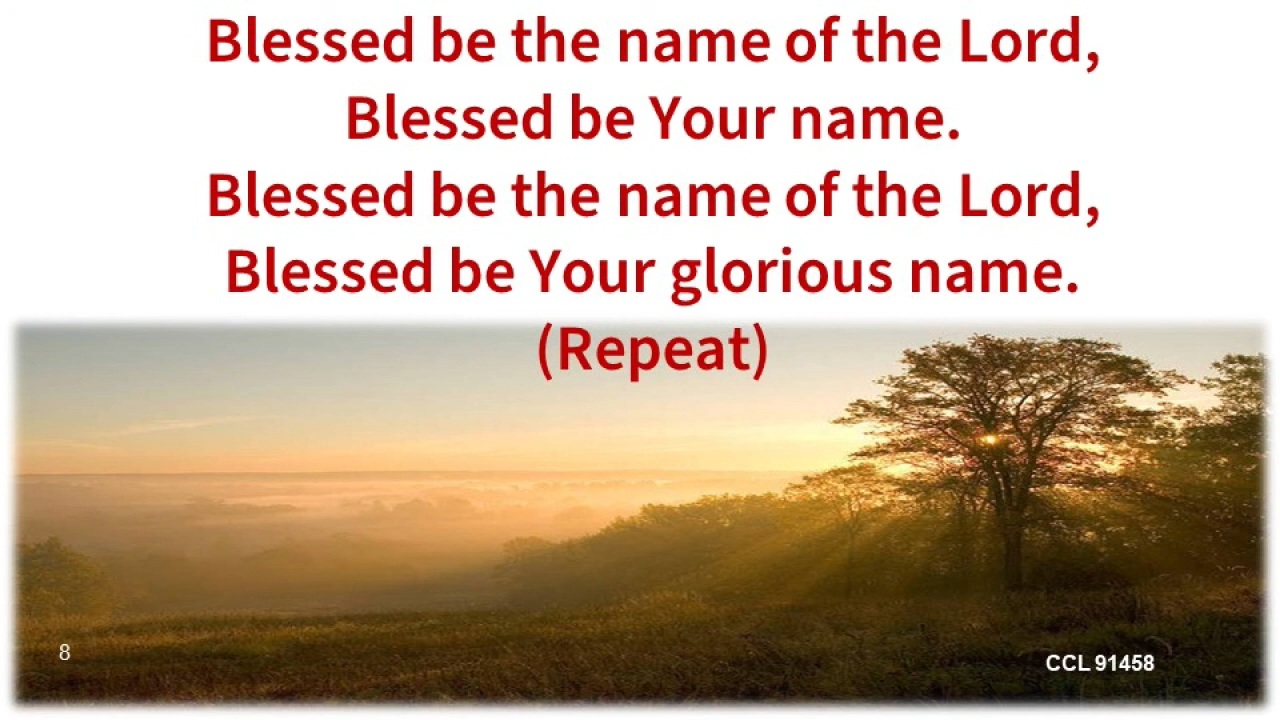 Blessed be the name of the Lord,
Blessed be Your name.
Blessed be the name of the Lord,
Blessed be Your glorious name.
(Repeat)
8
CCL 91458